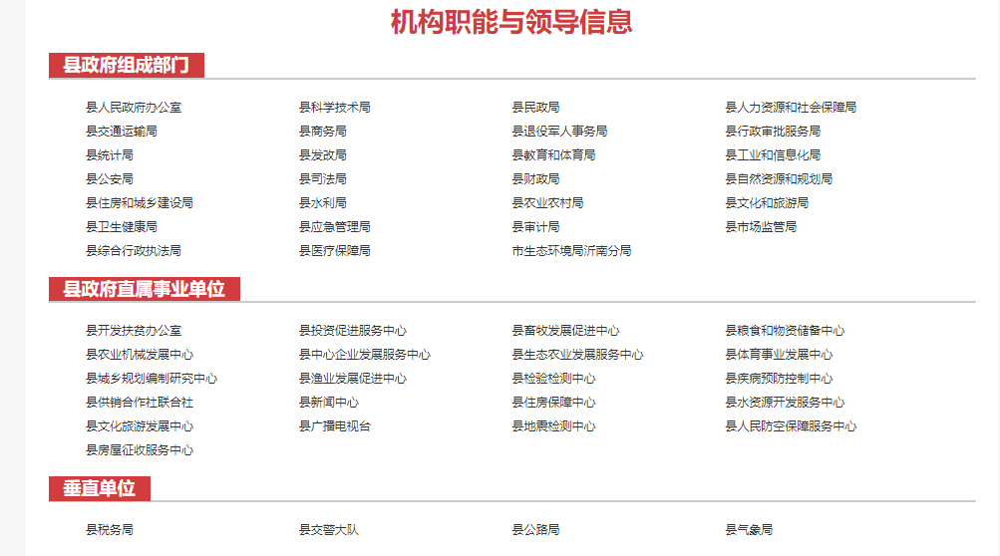 机构职能与领导信息
县政府组成部门
县人民政府办公室 县科学技术局 县民政局 县人力资源和社会保障局
县交通运输局 县商务局 县退役军人事务局 县行政审批服务局
县统计局 县发改局 县教育和体育局 县工业和信息化局
县公安局 县司法局 县财政局 县自然资源和规划局
县住房和城乡建设局 县水利局 县农业农村局 县文化和旅游局
县卫生健康局 县应急管理局 县审计局 县市场监管局
县综合行政执法局 县医疗保障局 市生态环境局沂南分局
县政府直属事业单位
县开发扶贫办公室 县投资促进服务中心 县畜牧发展促进中心 县粮食和物资储备中心
县农业机械发展中心 县中心企业发展服务中心 县生态农业发展服务中心 县体育事业发展中心
县城乡规划编制研究中心 县渔业发展促进中心 县检验检测中心 县疾病预防控制中心
县供销合作社联合社 县新闻中心 县住房保障中心 县水资源开发服务中心
县文化旅游发展中心 县广播电视台 县地震检测中心 县人民防空保障服务中心
县房屋征收服务中心
垂直单位
县税务局 县交警大队 县公路局 县气象局